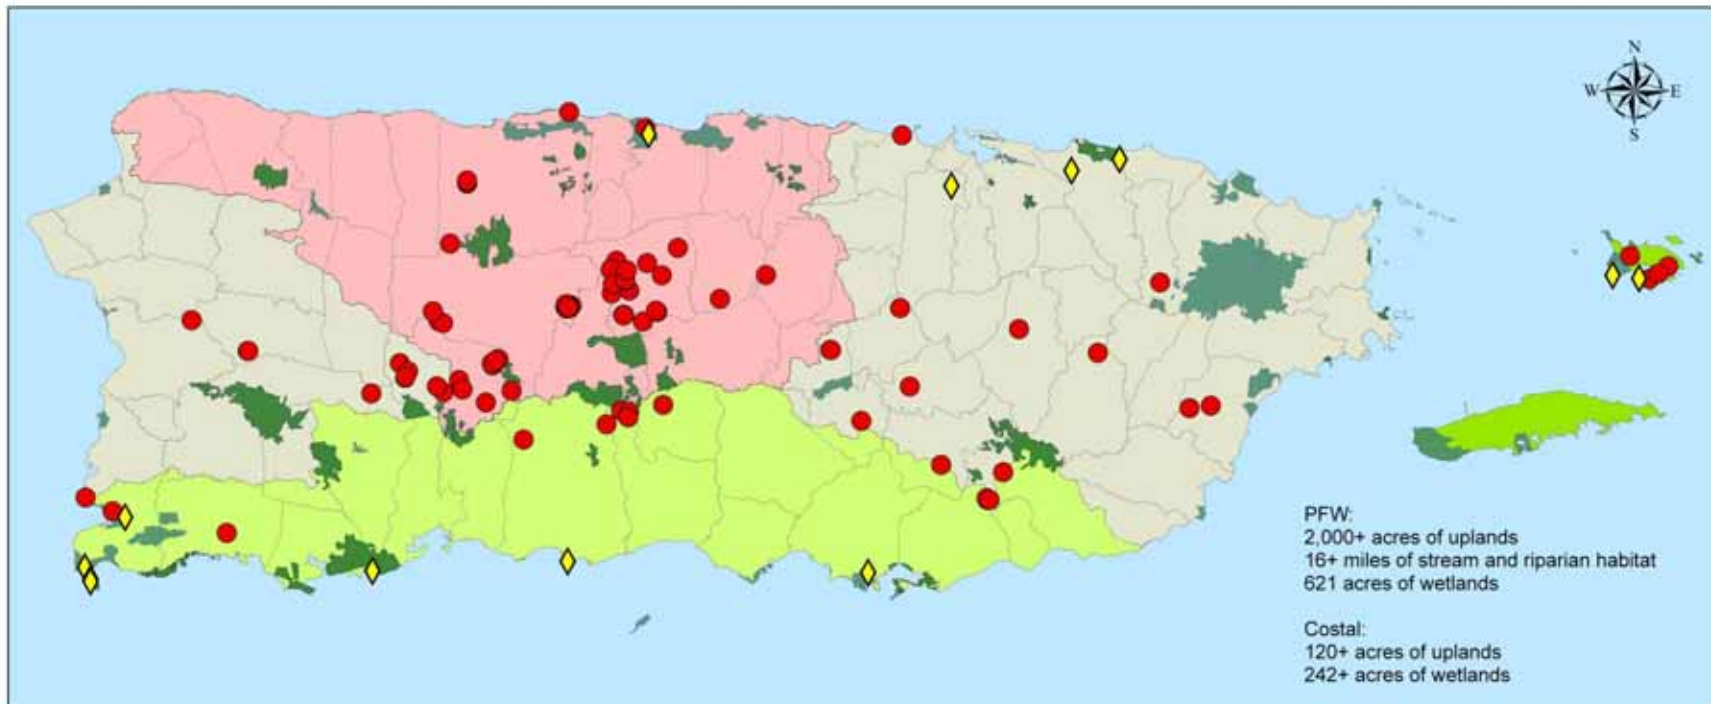 N
W E
S
PFW:
2,000+ acres of uplands
16+ miles of stream and riparian habitat
621 acres of wetlands
Costal:
120+ acres of uplands
242+ acres of wetlands